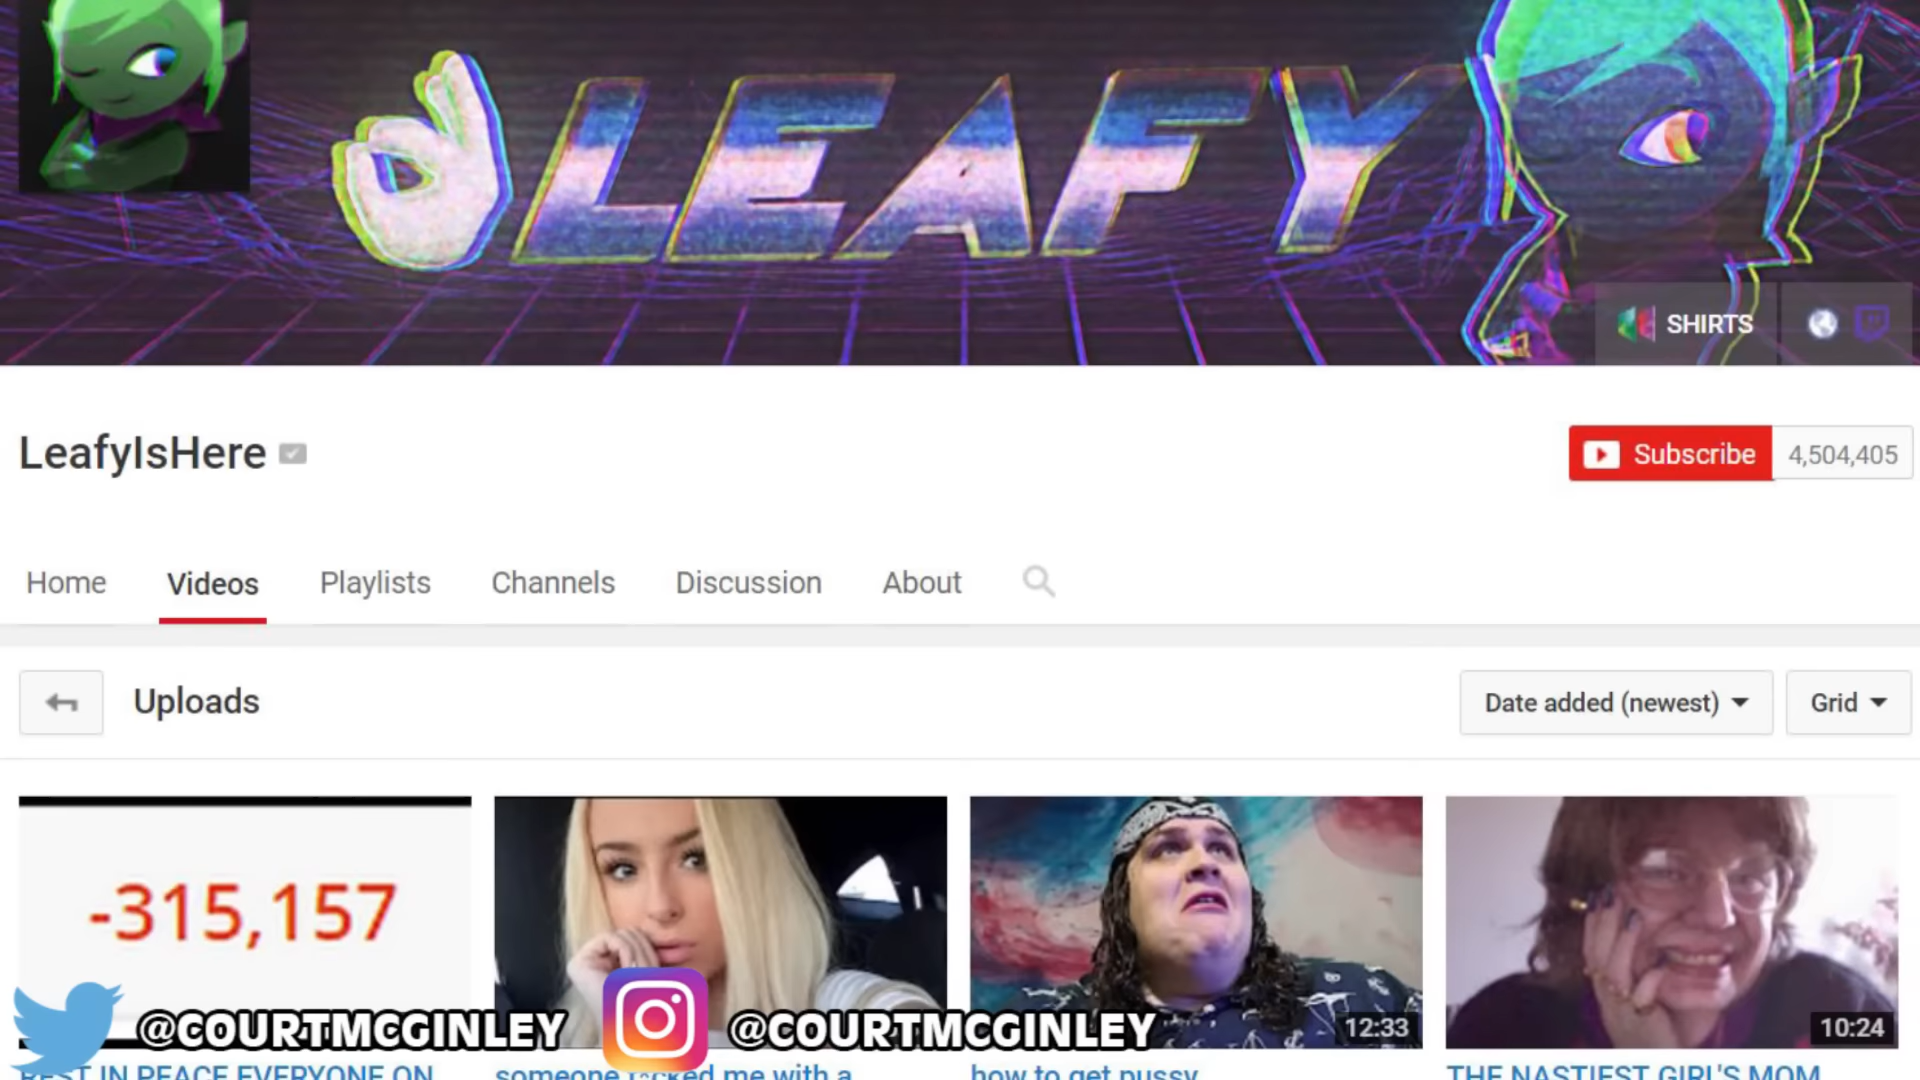 LEAFY
SHIRTS
LeafyIsHere
Subscribe 4,504,405
Home Videos Playlists Channels Discussion About
Uploads
Date added (newest) Grid
-315,157
12:33
10:24
@COURTMCGINLEY @COURTMCGINLEY
REST IN PEACE EVERYONE ON
someone f*cked me with a
how to get pussy
THE NASTIEST GIRL'S MOM